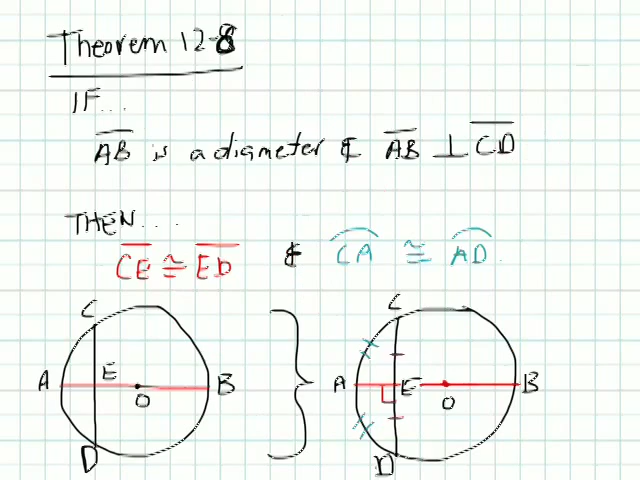 Theorem 12-8
IF...
AB is a diameter & AB ⊥ CD
THEN....
CE ≅ ED & CA ≅ AD
C C
A E B A E B
O O
D D